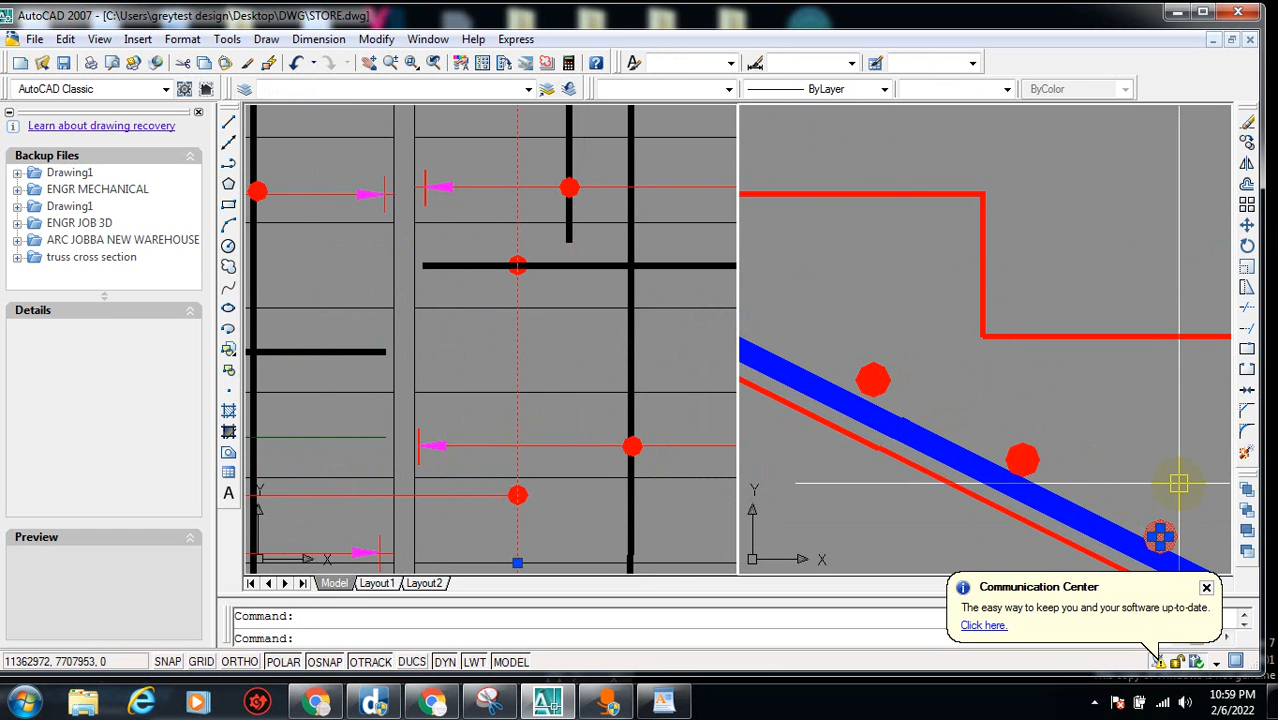 AutoCAD 2007 - [C:\Users\greytest design\Desktop\DWG\STORE.dwg]
File Edit View Insert Format Tools Draw Dimension Modify Window Help Express
AutoCAD Classic
ByLayer
ByColor
Learn about drawing recovery
Backup Files
Drawing1
ENGR MECHANICAL
Drawing1
ENGR JOB 3D
ARC JOBBA NEW WAREHOUSE
truss cross section
Details
Preview
Y
X
Y
X
Model Layout1 Layout2
Command:
Command:
Communication Center
The easy way to keep you and your software up-to-date.
Click here.
11362972, 7707953, 0
SNAP GRID ORTHO POLAR OSNAP OTRACK DUCS DYN LWT MODEL
10:59 PM
2/6/2022